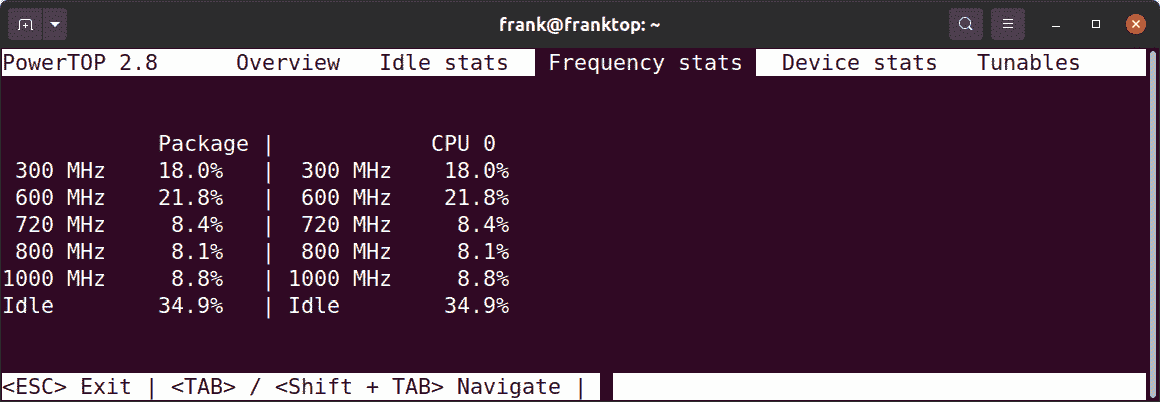 frank@franktop: ~
PowerTOP 2.8      Overview   Idle stats   Frequency stats   Device stats   Tunables
            Package |            CPU 0
 300 MHz    18.0%   |  300 MHz    18.0%
 600 MHz    21.8%   |  600 MHz    21.8%
 720 MHz     8.4%   |  720 MHz     8.4%
 800 MHz     8.1%   |  800 MHz     8.1%
1000 MHz     8.8%   | 1000 MHz     8.8%
Idle        34.9%   | Idle        34.9%
<ESC> Exit | <TAB> / <Shift + TAB> Navigate |